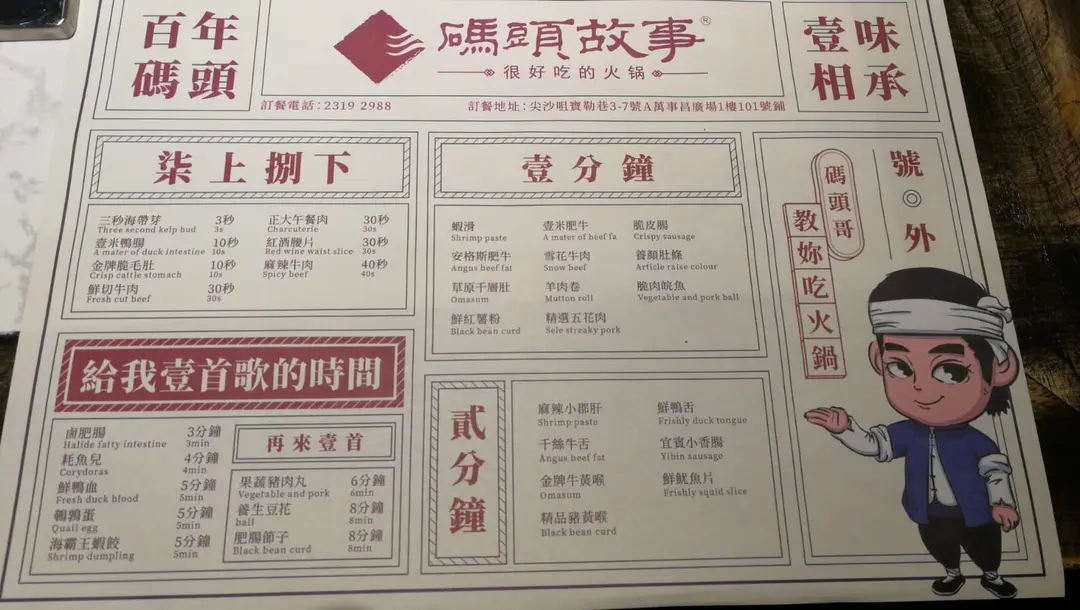 百年
碼頭
碼頭故事®
很好吃的火锅
訂餐電話:2319 2988
訂餐地址:尖沙咀寶勒巷3-7號A萬事昌廣場1樓101號鋪
壹味
相承
柒上捌下
三秒海帶芽 3秒
Three second kelp bud 3s
壹米鴨腸 10秒
A mater of duck intestine 10s
金牌脆毛肚 10秒
Crisp cattle stomach 10s
鮮切牛肉 30秒
Fresh cut beef 30s
正大午餐肉 30秒
Charcuterie 30s
紅酒腰片 30秒
Red wine waist slice 30s
麻辣牛肉 40秒
Spicy beef 40s
壹分鐘
蝦滑
Shrimp paste
安格斯肥牛
Angus beef fat
草原千層肚
Omasum
鮮紅薯粉
Black bean curd
壹米肥牛
A mater of beef fa
雪花牛肉
Snow beef
羊肉卷
Mutton roll
精選五花肉
Sele streaky pork
脆皮腸
Crispy sausage
養顏肚條
Article raise colour
脆肉皖魚
Vegetable and pork ball
號外
碼頭哥
教妳吃火鍋
給我壹首歌的時間
鹵肥腸 3分鐘
Halide fatty intestine 3min
耗魚兒 4分鐘
Corydoras 4min
鮮鴨血 5分鐘
Fresh duck blood 5min
鵪鶉蛋 5分鐘
Quail egg 5min
海霸王蝦餃 5分鐘
Shrimp dumpling 5min
再來壹首
果蔬豬肉丸 6分鐘
Vegetable and pork 6min
養生豆花 8分鐘
ball 8min
肥腸節子 8分鐘
Black bean curd 8min
貳分鐘
麻辣小郡肝
Shrimp paste
千絲牛舌
Angus beef fat
金牌牛黃喉
Omasum
精品豬黃喉
Black bean curd
鮮鴨舌
Frishly duck tongue
宜賓小香腸
Yibin sausage
鮮魷魚片
Frishly squid slice